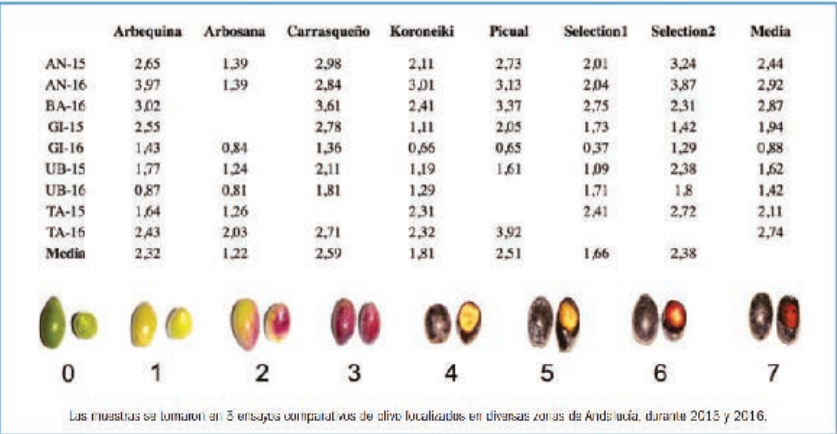 Arbequina Arbosana Carrasqueño Koroneiki Picual Selection1 Selection2 Media
AN-15 2,65 1,39 2,98 2,11 2,73 2,01 3,24 2,44
AN-16 3,97 1,39 2,84 3,01 3,13 2,04 3,87 2,92
BA-16 3,02 3,61 2,41 3,37 2,75 2,31 2,87
GI-15 2,55 2,78 1,11 2,05 1,73 1,42 1,94
GI-16 1,43 0,84 1,36 0,66 0,65 0,37 1,29 0,88
UB-15 1,77 1,24 2,11 1,19 1,61 1,09 2,38 1,62
UB-16 0,87 0,81 1,81 1,29 1,71 1.8 1,42
TA-15 1,64 1,26 2,31 2,41 2,72 2,11
TA-16 2,43 2,03 2,71 2,32 3,92 2,74
Media 2,32 1,22 2,59 1,81 2,51 1,66 2,38
0 1 2 3 4 5 6 7
Las muestras se tomaron en ensayos comparativos de olivo localizados en diversas zonas de Andalucía, durante 2015 y 2016.